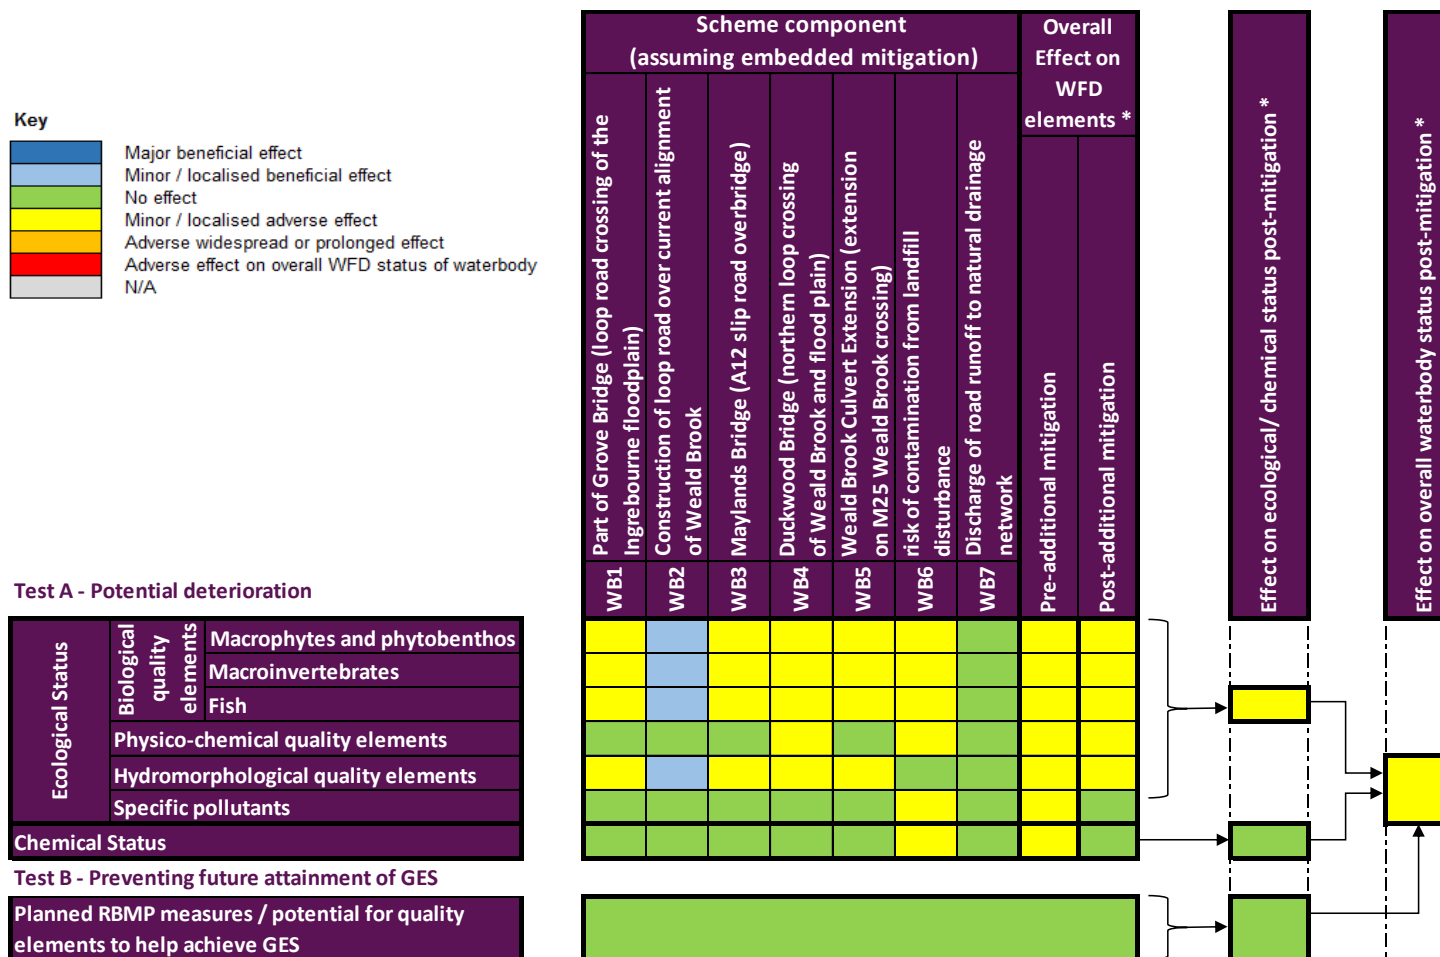 Scheme component
(assuming embedded mitigation)
Overall
Effect on
WFD
elements *
Key
Major beneficial effect
Minor / localised beneficial effect
No effect
Minor / localised adverse effect
Adverse widespread or prolonged effect
Adverse effect on overall WFD status of waterbody
N/A
Part of Grove Bridge (loop road crossing of the
Ingrebourne floodplain)
Construction of loop road over current alignment
of Weald Brook
Maylands Bridge (A12 slip road overbridge)
Duckwood Bridge (northern loop crossing
of Weald Brook and flood plain)
Weald Brook Culvert Extension (extension
on M25 Weald Brook crossing)
risk of contamination from landfill
disturbance
Discharge of road runoff to natural drainage
network
Pre-additional mitigation
Post-additional mitigation
Effect on ecological/ chemical status post-mitigation *
Effect on overall waterbody status post-mitigation *
WB1
WB2
WB3
WB4
WB5
WB6
WB7
Test A - Potential deterioration
Ecological Status
Biological
quality
elements
Macrophytes and phytobenthos
Macroinvertebrates
Fish
Physico-chemical quality elements
Hydromorphological quality elements
Specific pollutants
Chemical Status
Test B - Preventing future attainment of GES
Planned RBMP measures / potential for quality
elements to help achieve GES